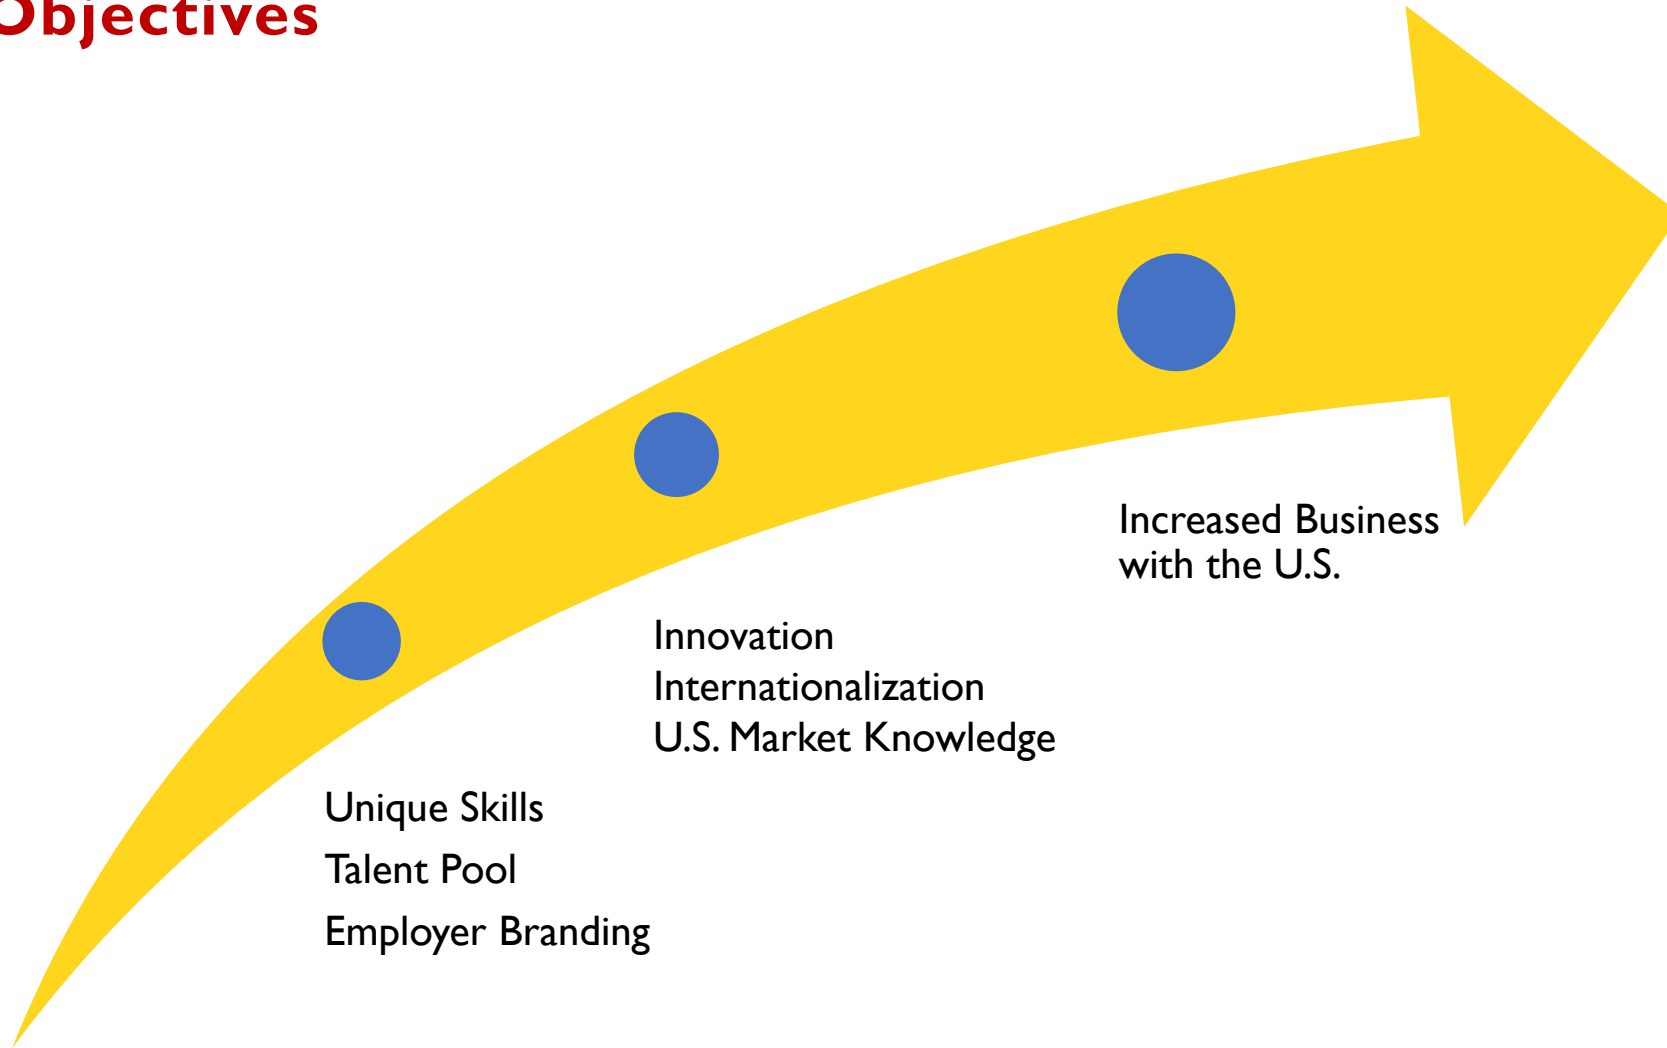 Objectives
Unique Skills
Talent Pool
Employer Branding
Innovation
Internationalization
U.S. Market Knowledge
Increased Business
with the U.S.